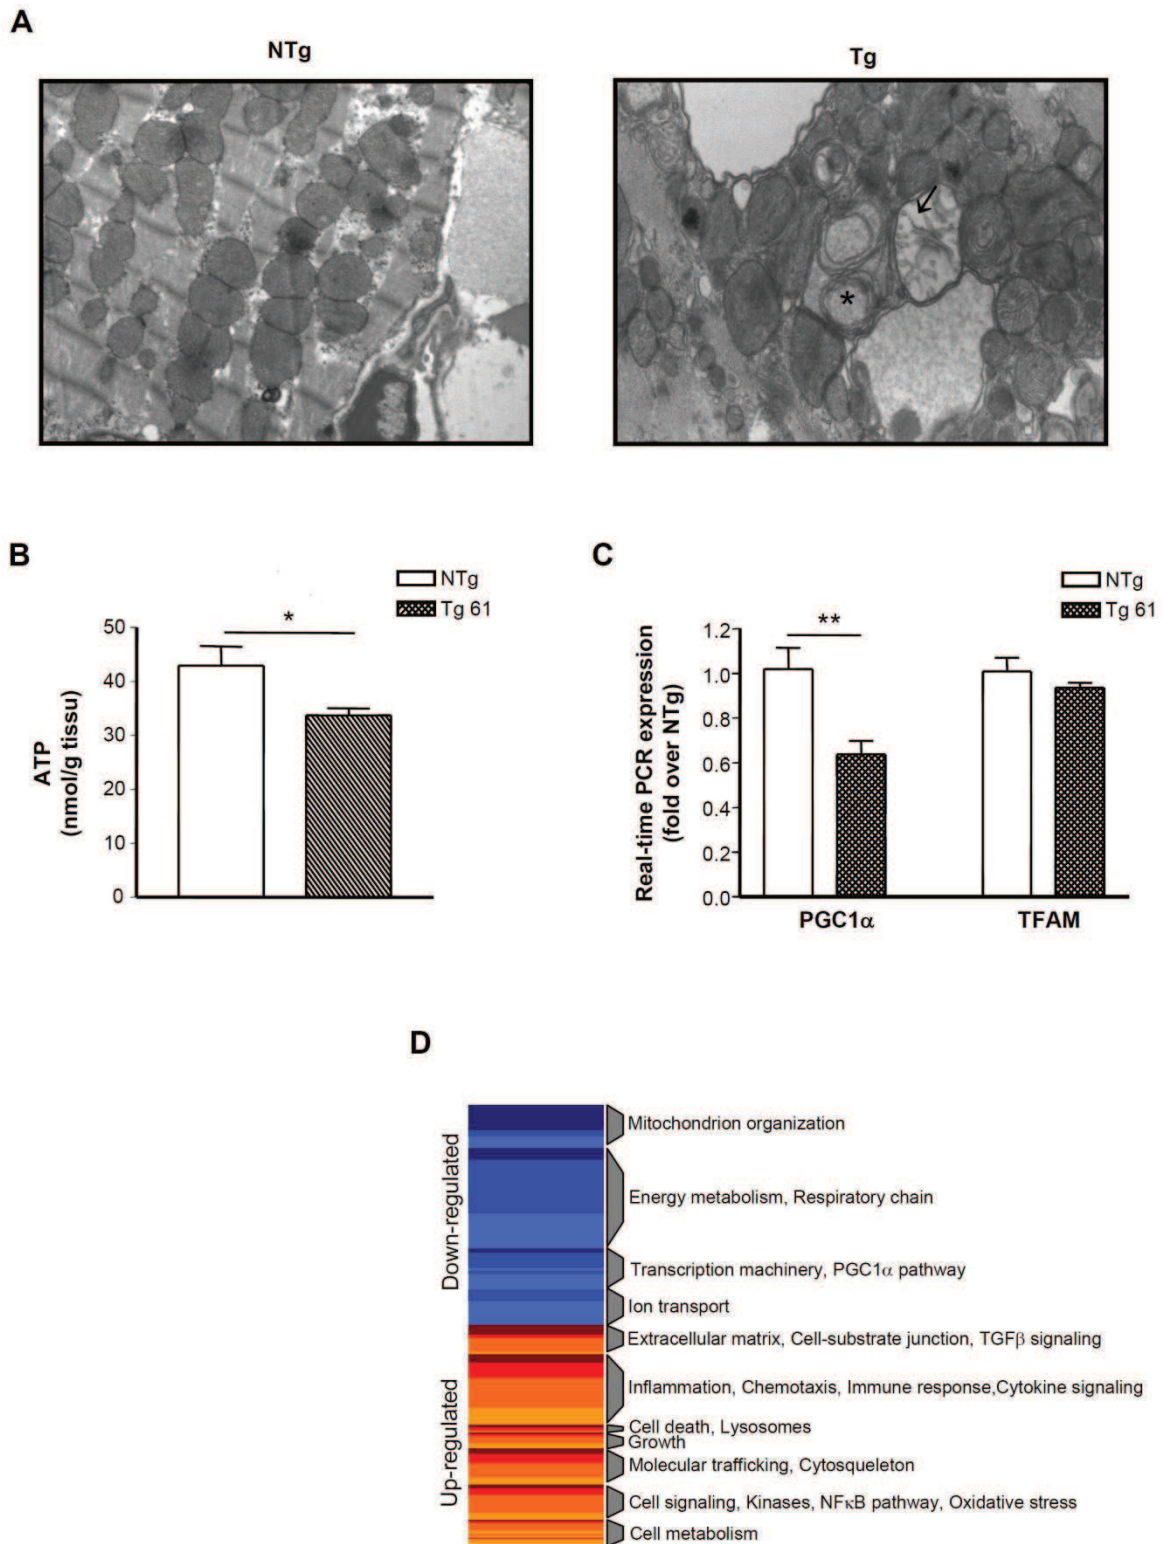 A
NTg
Tg
*
B
NTg
Tg 61
*
50
40
30
20
10
0
ATP
(nmol/g tissu)
C
NTg
Tg 61
**
1.2
1.0
0.8
0.6
0.4
0.2
0.0
Real-time PCR expression
(fold over NTg)
PGC1α
TFAM
D
Down-regulated
Mitochondrion organization
Energy metabolism, Respiratory chain
Transcription machinery, PGC1α pathway
Ion transport
Up-regulated
Extracellular matrix, Cell-substrate junction, TGFβ signaling
Inflammation, Chemotaxis, Immune response,Cytokine signaling
Cell death, Lysosomes
Growth
Molecular trafficking, Cytosqueleton
Cell signaling, Kinases, NFκB pathway, Oxidative stress
Cell metabolism